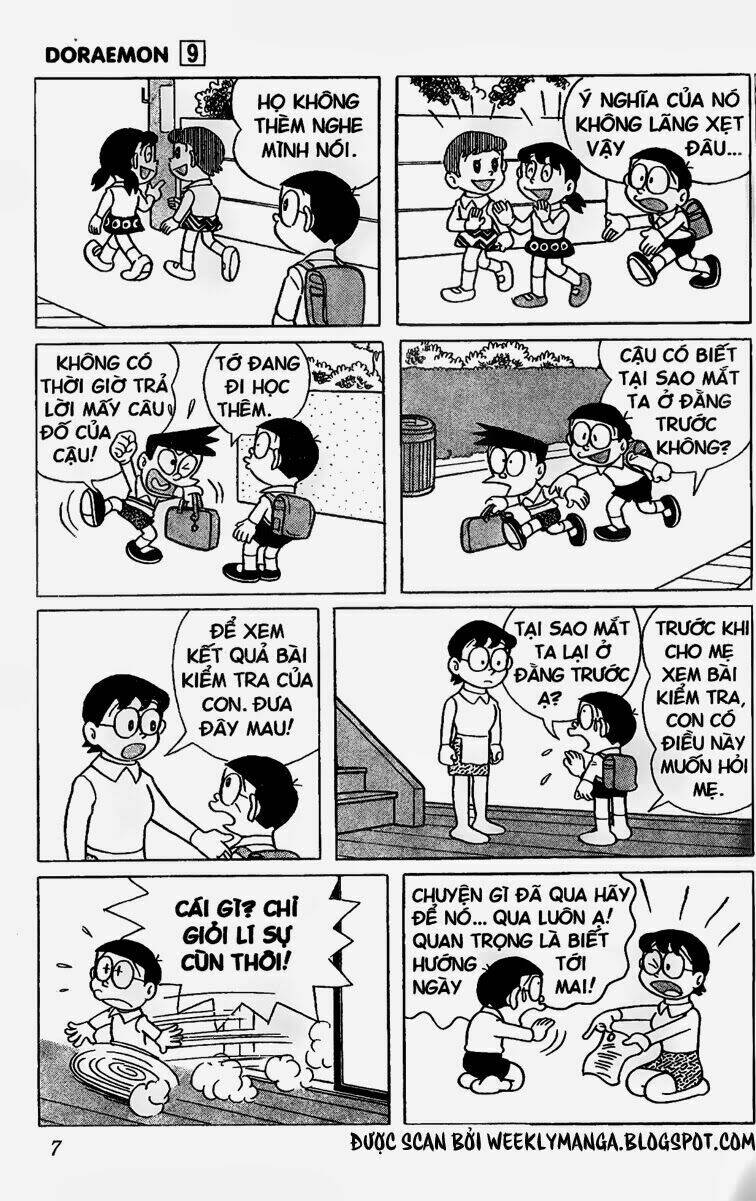 DORAEMON 9
Ý NGHĨA CỦA NÓ
KHÔNG LÃNG XẸT
VẬY ĐÂU...
HỌ KHÔNG
THÈM NGHE
MÌNH NÓI.
CẬU CÓ BIẾT
TẠI SAO MẮT
TA Ở ĐẰNG
TRƯỚC
KHÔNG?
TỚ ĐANG
ĐI HỌC
THÊM.
KHÔNG CÓ
THỜI GIỜ TRẢ
LỜI MẤY CÂU
ĐỐ CỦA
CẬU!
TRƯỚC KHI
CHO MẸ
XEM BÀI
KIỂM TRA,
CON CÓ
ĐIỀU NÀY
MUỐN HỎI
MẸ.
TẠI SAO MẮT
TA LẠI Ở
ĐẰNG TRƯỚC
Ạ?
ĐỂ XEM
KẾT QUẢ BÀI
KIỂM TRA CỦA
CON. ĐƯA
ĐÂY MAU!
CHUYỆN GÌ ĐÃ QUA HÃY
ĐỂ NÓ... QUA LUÔN Ạ!
QUAN TRỌNG LÀ BIẾT
HƯỚNG TỚI
NGÀY MAI!
CÁI GÌ? CHỈ
GIỎI LÍ SỰ
CÙN THÔI!
7
ĐƯỢC SCAN BỞI WEEKLYMANGA.BLOGSPOT.COM